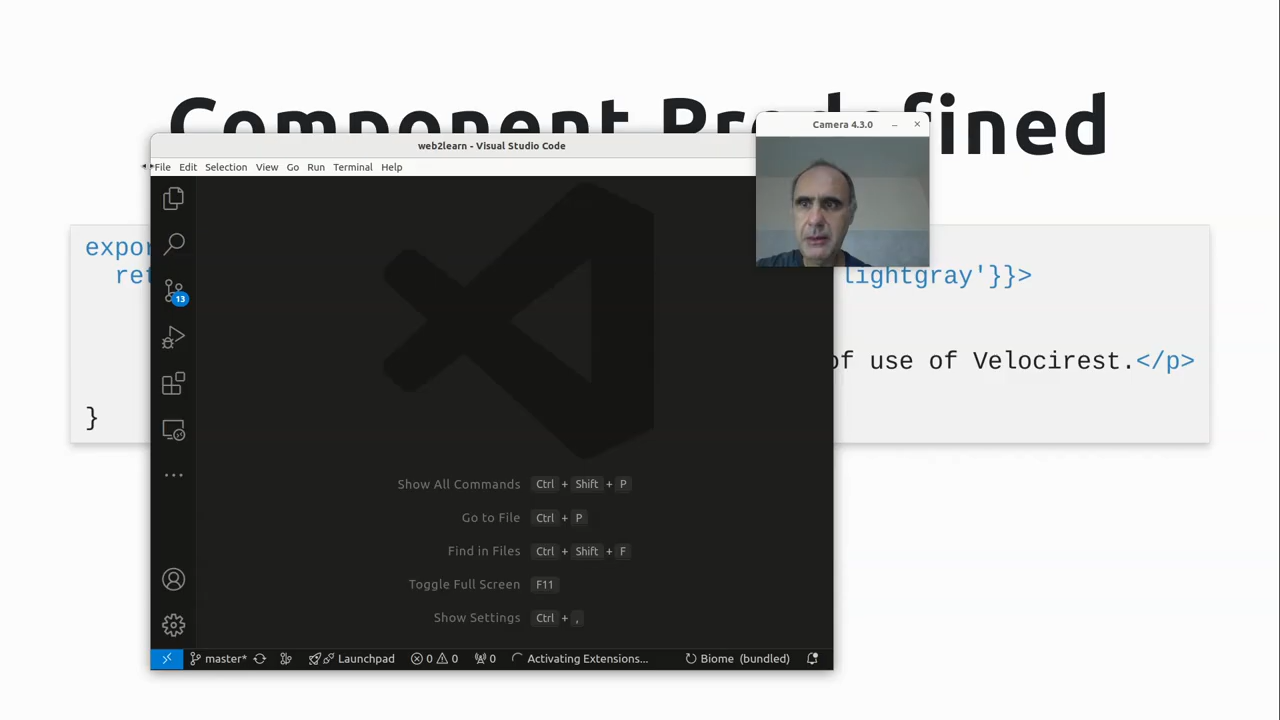 Component Predefined
Camera 4.3.0
web2learn - Visual Studio Code
File Edit Selection View Go Run Terminal Help
expor
ret
lightgray'}}>
13
of use of Velocirest.</p>
}
Show All Commands Ctrl + Shift + P
Go to File Ctrl + P
Find in Files Ctrl + Shift + F
Toggle Full Screen F11
Show Settings Ctrl + ,
master* Launchpad 0 0 0 Activating Extensions... Biome (bundled)